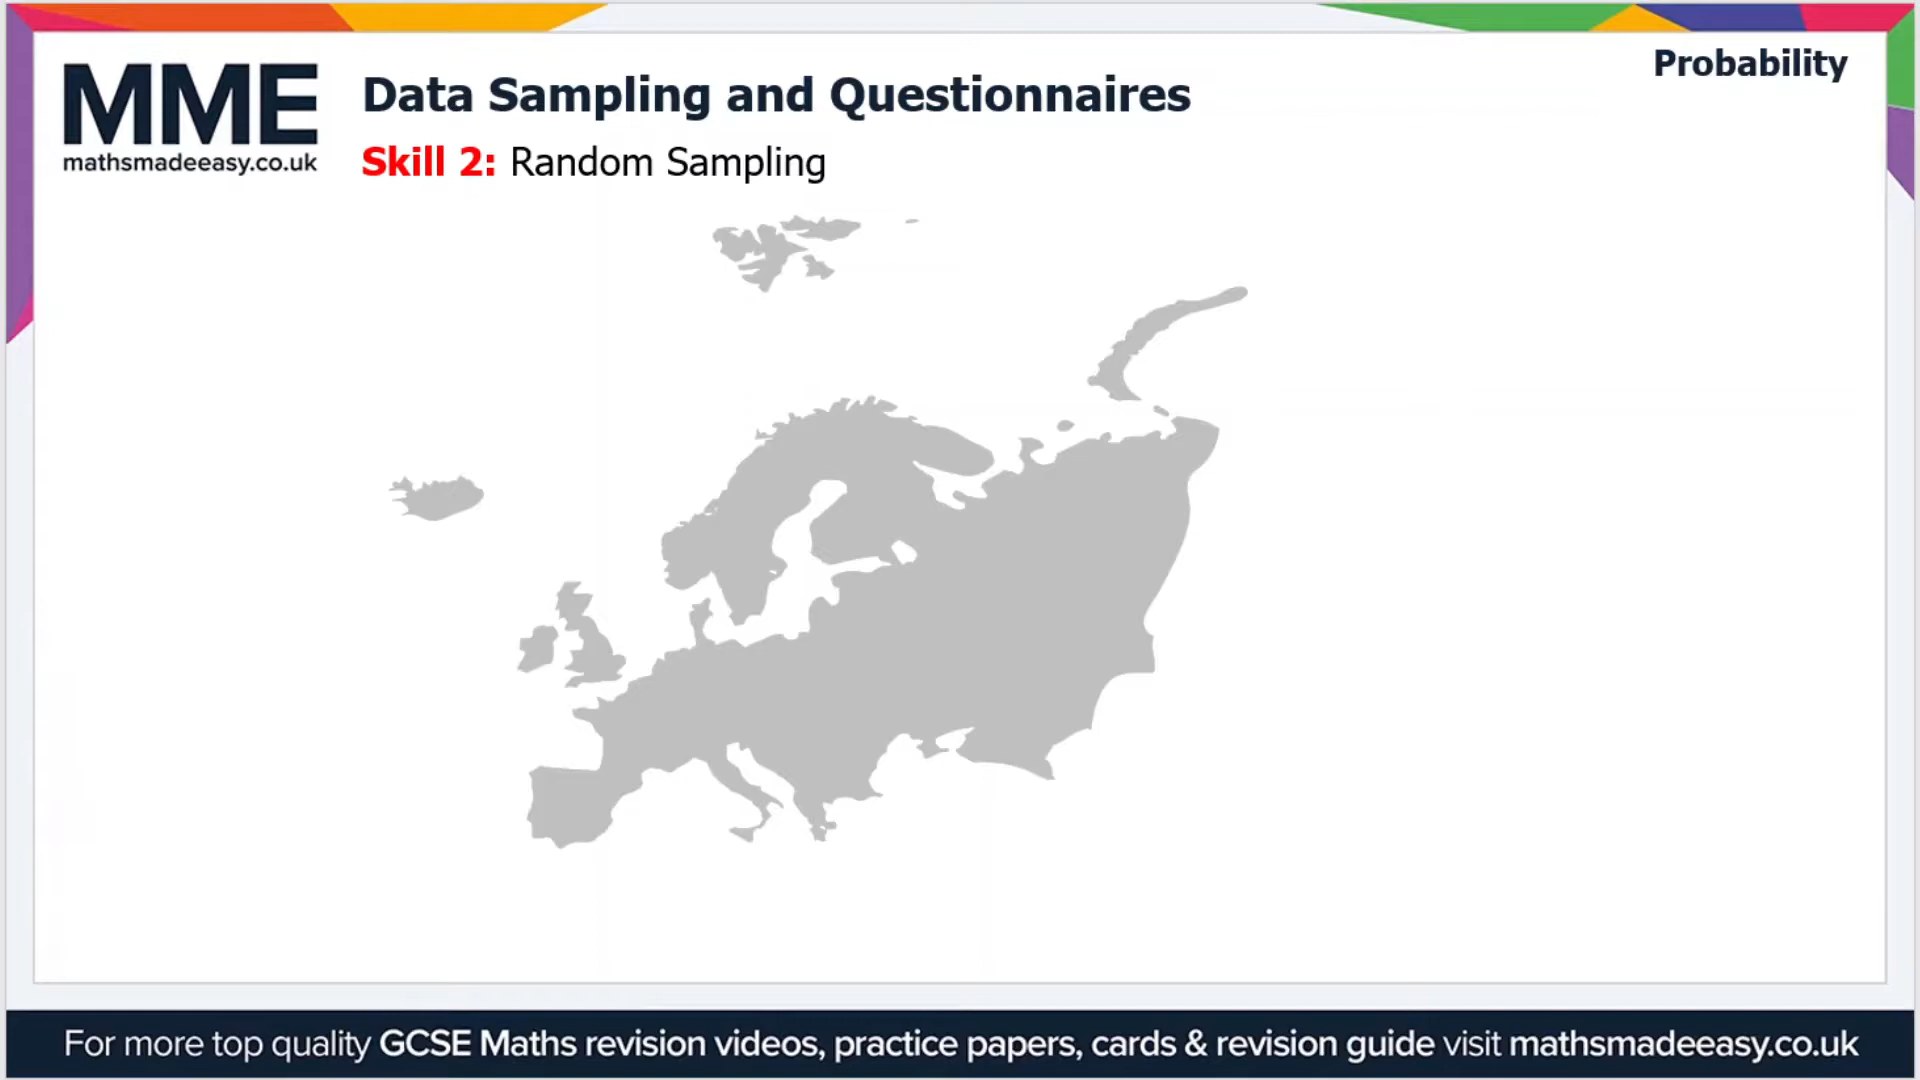 Probability
MME
mathsmadeeasy.co.uk
Data Sampling and Questionnaires
Skill 2: Random Sampling
For more top quality GCSE Maths revision videos, practice papers, cards & revision guide visit mathsmadeeasy.co.uk